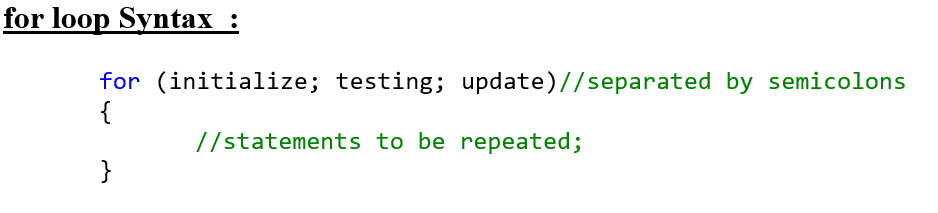 for loop Syntax  :
for (initialize; testing; update)//separated by semicolons
{
//statements to be repeated;
}